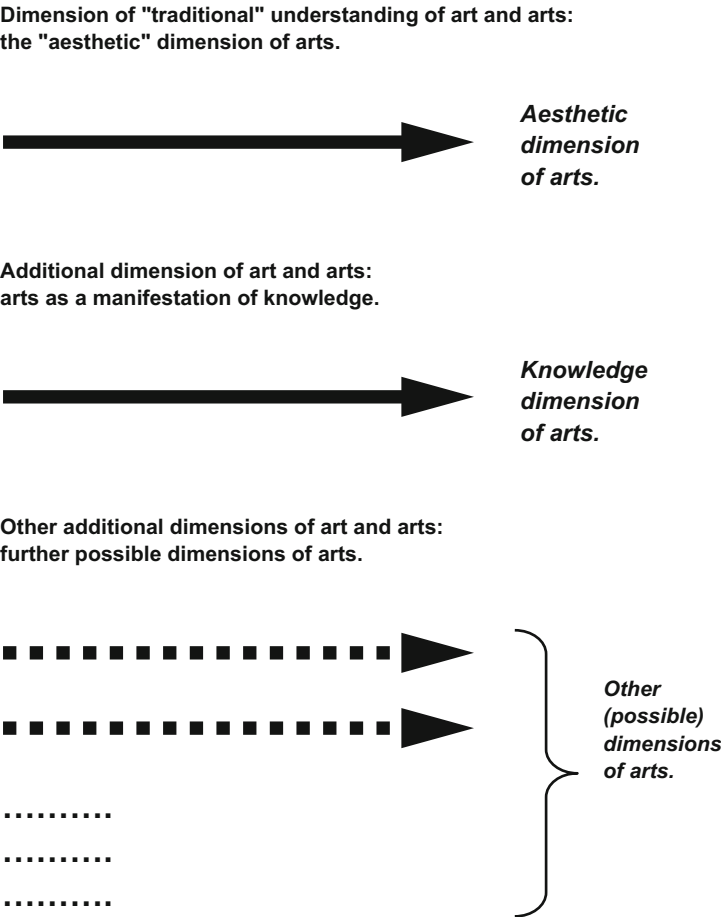 Dimension of "traditional" understanding of art and arts:
the "aesthetic" dimension of arts.
Aesthetic
dimension
of arts.
Additional dimension of art and arts:
arts as a manifestation of knowledge.
Knowledge
dimension
of arts.
Other additional dimensions of art and arts:
further possible dimensions of arts.
Other
(possible)
dimensions
of arts.
..........
..........
..........